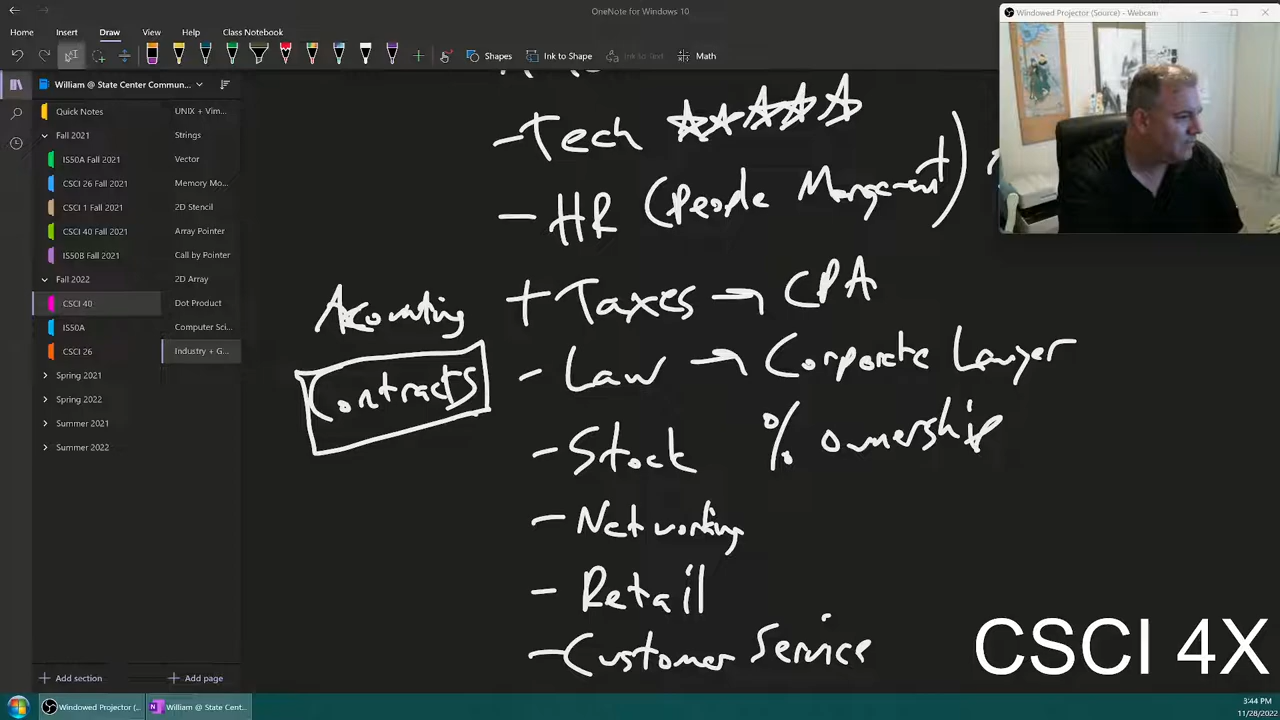 OneNote for Windows 10
Windowed Projector (Source) - Webcam
Home Insert Draw View Help Class Notebook
Shapes Ink to Shape Ink to Text Math
William @ State Center Commun...
Quick Notes
Fall 2021
IS50A Fall 2021
CSCI 26 Fall 2021
CSCI 1 Fall 2021
CSCI 40 Fall 2021
IS50B Fall 2021
Fall 2022
CSCI 40
IS50A
CSCI 26
Spring 2021
Spring 2022
Summer 2021
Summer 2022
Add section
UNIX + Vim...
Strings
Vector
Memory Mo...
2D Stencil
Array Pointer
Call by Pointer
2D Array
Dot Product
Computer Sci...
Industry + G...
Add page
- Tech
- HR (People Mangement)
Accounting + Taxes → CPA
Contracts - Law → Corporate Lawyer
- Stock % ownership
- Networking
- Retail
- Customer Service
CSCI 4X
Windowed Projector (...
William @ State Cent...
3:44 PM
11/28/2022